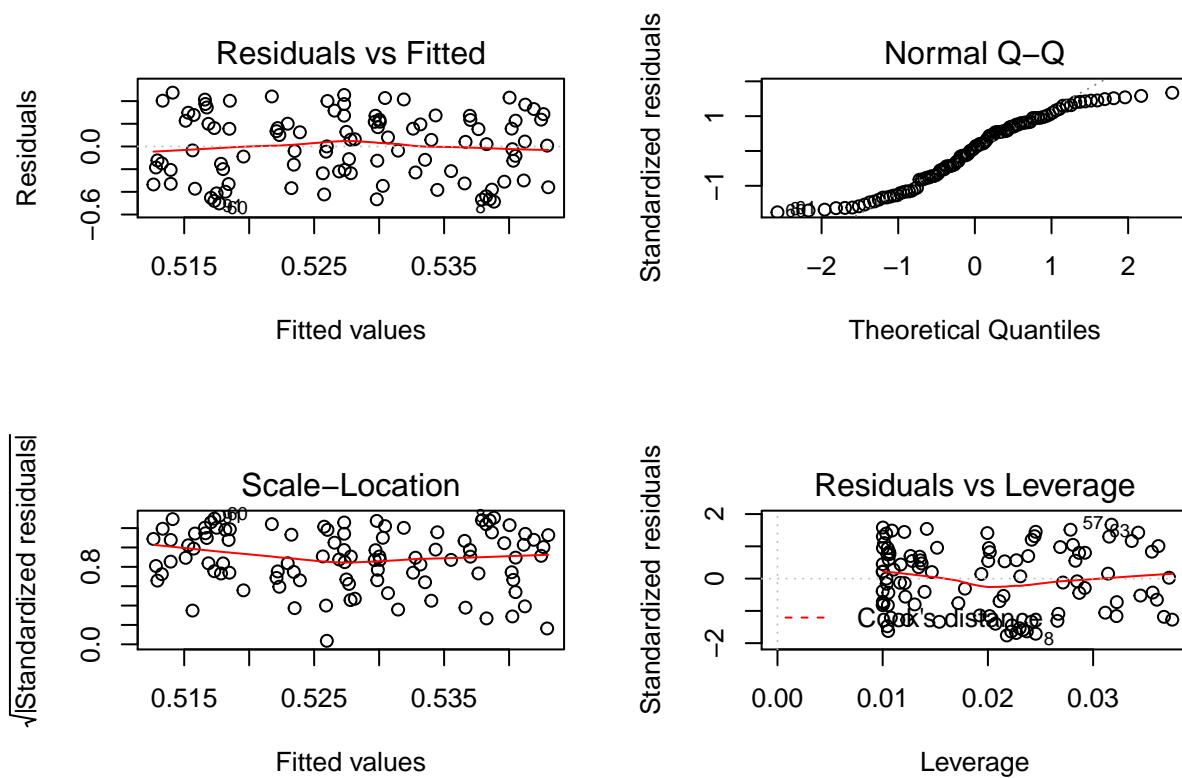 Residuals vs Fitted
Residuals
0.0
−0.6
0.515
0.525
0.535
Fitted values
Normal Q−Q
Standardized residuals
1
−1
−2
−1
0
1
2
Theoretical Quantiles
Scale−Location
√|Standardized residuals|
0.8
0.0
0.515
0.525
0.535
Fitted values
Residuals vs Leverage
Standardized residuals
2
0
−2
57
8
Cook's distance
0.00
0.01
0.02
0.03
Leverage